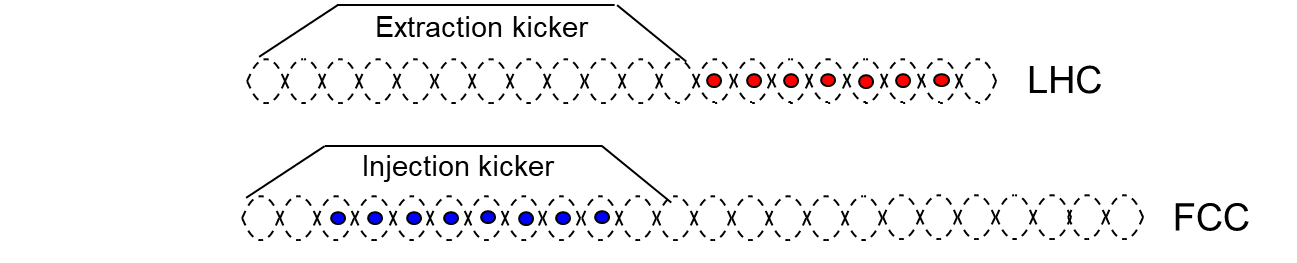 Extraction kicker
LHC
Injection kicker
FCC